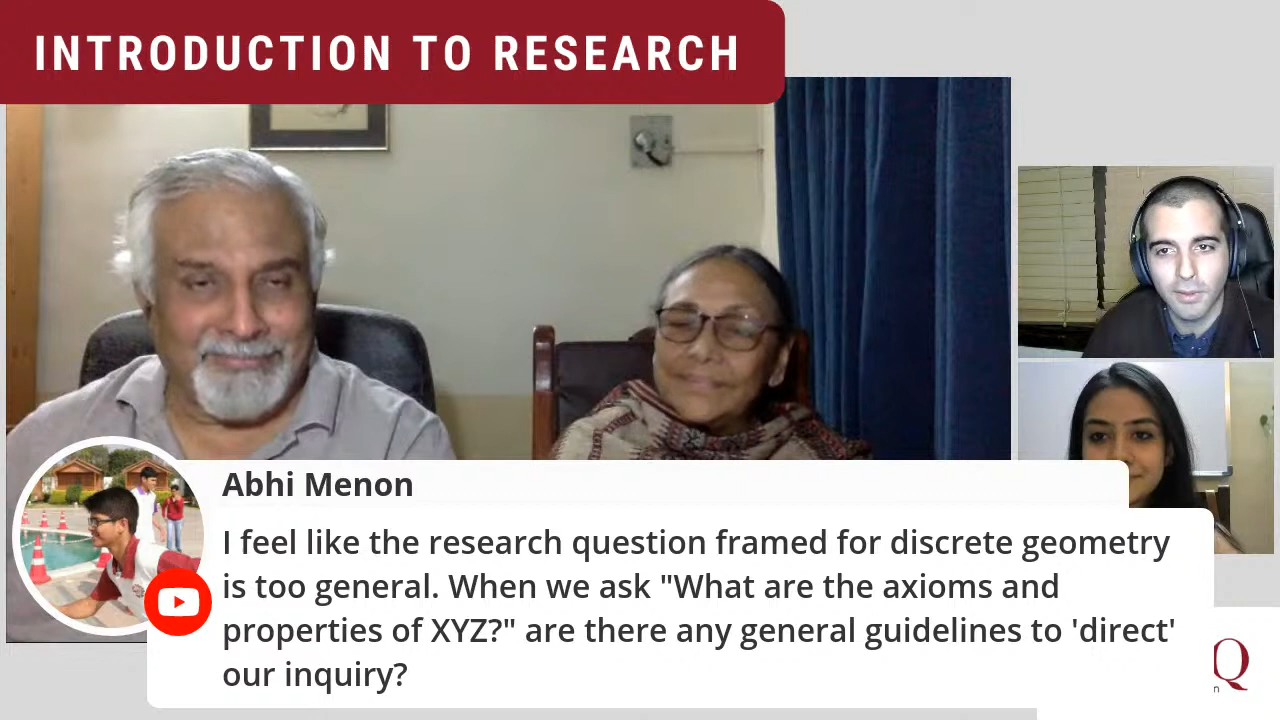 INTRODUCTION TO RESEARCH
Abhi Menon
I feel like the research question framed for discrete geometry
is too general. When we ask "What are the axioms and
properties of XYZ?" are there any general guidelines to 'direct'
our inquiry?
Q
n